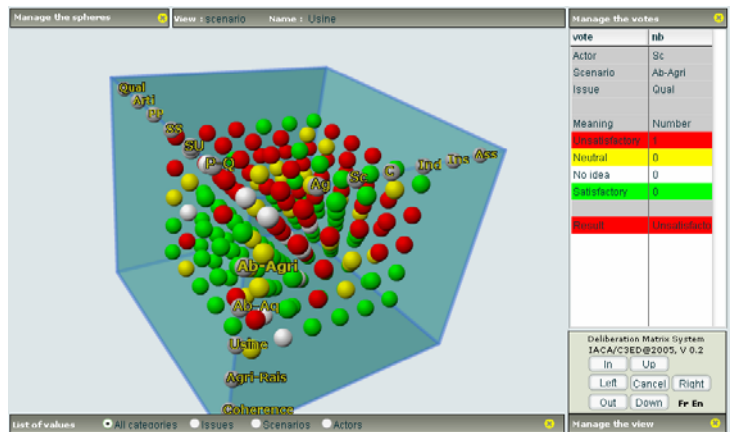 Manage the spheres
View : scenario Name : Usine
Manage the votes
vote nb
Actor Sc
Scenario Ab-Agri
Issue Qual
Meaning Number
Unsatisfactory 1
Neutral 0
No idea 0
Satisfactory 0
Result Unsatisfacto
Qual
Arti
PP
SS
SU
P-Q
Ag
Sc
C
Ind
Ins
Ass
Ab-Agri
Ab-Aq
Usine
Agri-Rais
Coherence
Deliberation Matrix System
IACA/C3ED@2005, V 0.2
In Up
Left Cancel Right
Out Down Fr En
List of values All categories Issues Scenarios Actors
Manage the view